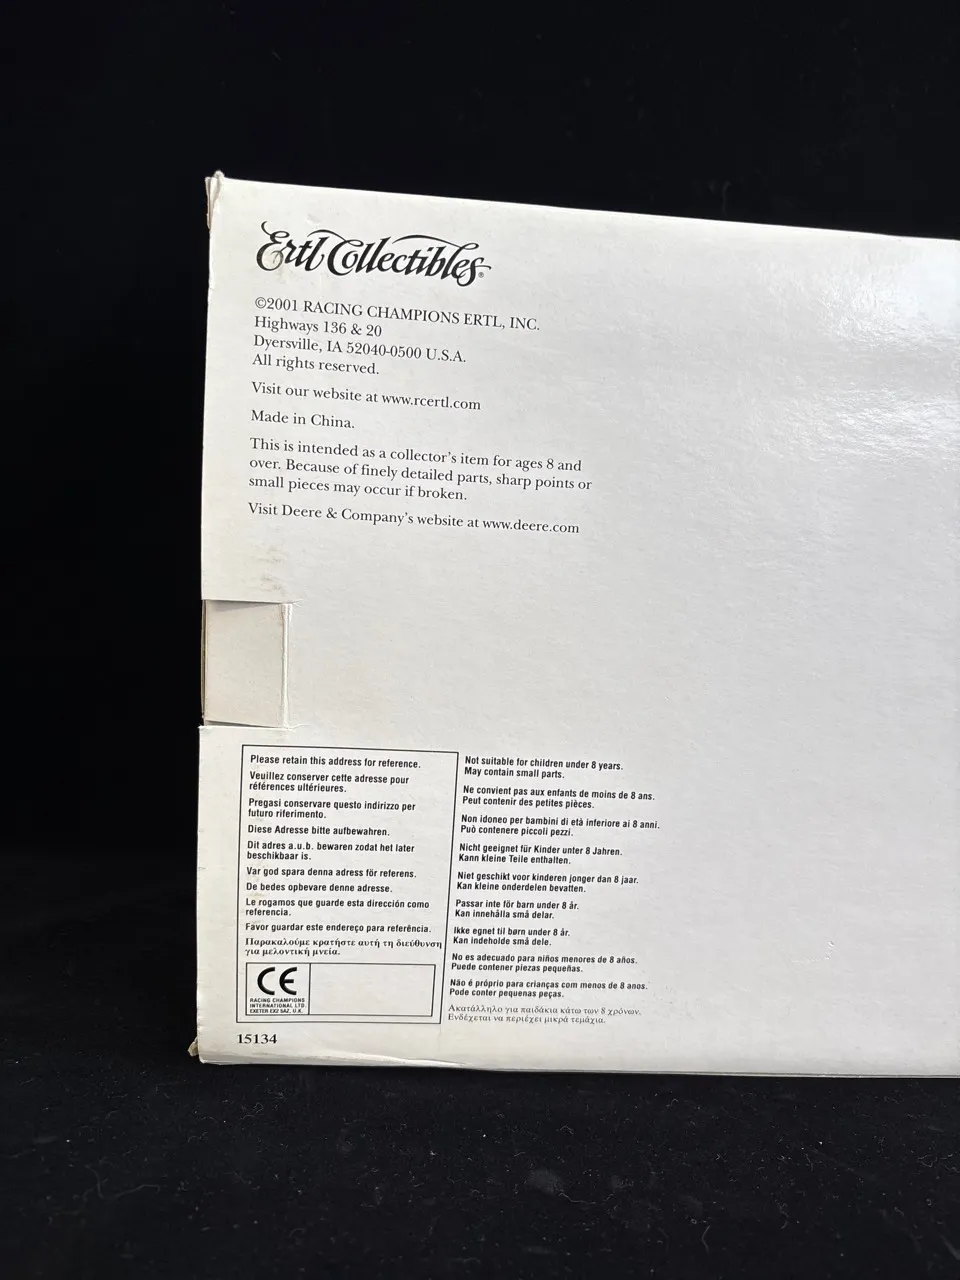 Ertl Collectibles®
©2001 RACING CHAMPIONS ERTL, INC.
Highways 136 & 20
Dyersville, IA 52040-0500 U.S.A.
All rights reserved.
Visit our website at www.rcertl.com
Made in China.
This is intended as a collector's item for ages 8 and
over. Because of finely detailed parts, sharp points or
small pieces may occur if broken.
Visit Deere & Company's website at www.deere.com
Please retain this address for reference.
Veuillez conserver cette adresse pour
références ultérieures.
Pregasi conservare questo indirizzo per
futuro riferimento.
Diese Adresse bitte aufbewahren.
Dit adres a.u.b. bewaren zodat het later
beschikbaar is.
Var god spara denna adress för referens.
De bedes opbevare denne adresse.
Le rogamos que guarde esta dirección como
referencia.
Favor guardar este endereço para referência.
Παρακαλούμε κρατήστε αυτή τη διεύθυνση
για μελοντική μνεία.
CE
RACING CHAMPIONS
INTERNATIONAL LTD.
EXETER EX2 5AZ, U.K.
15134
Not suitable for children under 8 years.
May contain small parts.
Ne convient pas aux enfants de moins de 8 ans.
Peut contenir des petites pièces.
Non idoneo per bambini di età inferiore ai 8 anni.
Può contenere piccoli pezzi.
Nicht geeignet für Kinder unter 8 Jahren.
Kann kleine Teile enthalten.
Niet geschikt voor kinderen jonger dan 8 jaar.
Kan kleine onderdelen bevatten.
Passar inte för barn under 8 år.
Kan innehålla små delar.
Ikke egnet til børn under 8 år.
Kan indeholde små dele.
No es adecuado para niños menores de 8 años.
Puede contener piezas pequeñas.
Não é próprio para crianças com menos de 8 anos.
Pode conter pequenas peças.
Ακατάλληλο για παιδάκια κάτω των 8 χρόνων.
Ενδέχεται να περιέχει μικρά τεμάχια.